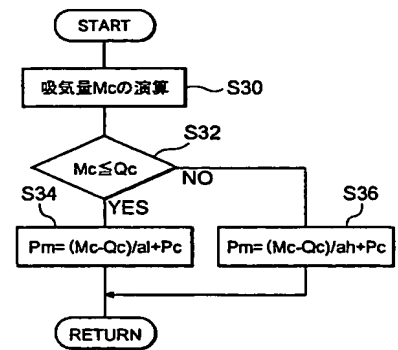 START
吸気量Mcの演算
S30
S32
Mc≦Qc
NO
S34
YES
S36
Pm=(Mc-Qc)/al+Pc
Pm=(Mc-Qc)/ah+Pc
RETURN